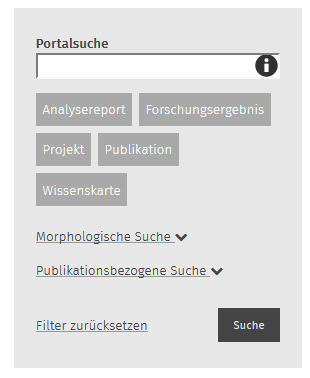 Portalsuche
Analysereport Forschungsergebnis
Projekt Publikation
Wissenskarte
Morphologische Suche
Publikationsbezogene Suche
Filter zurücksetzen Suche